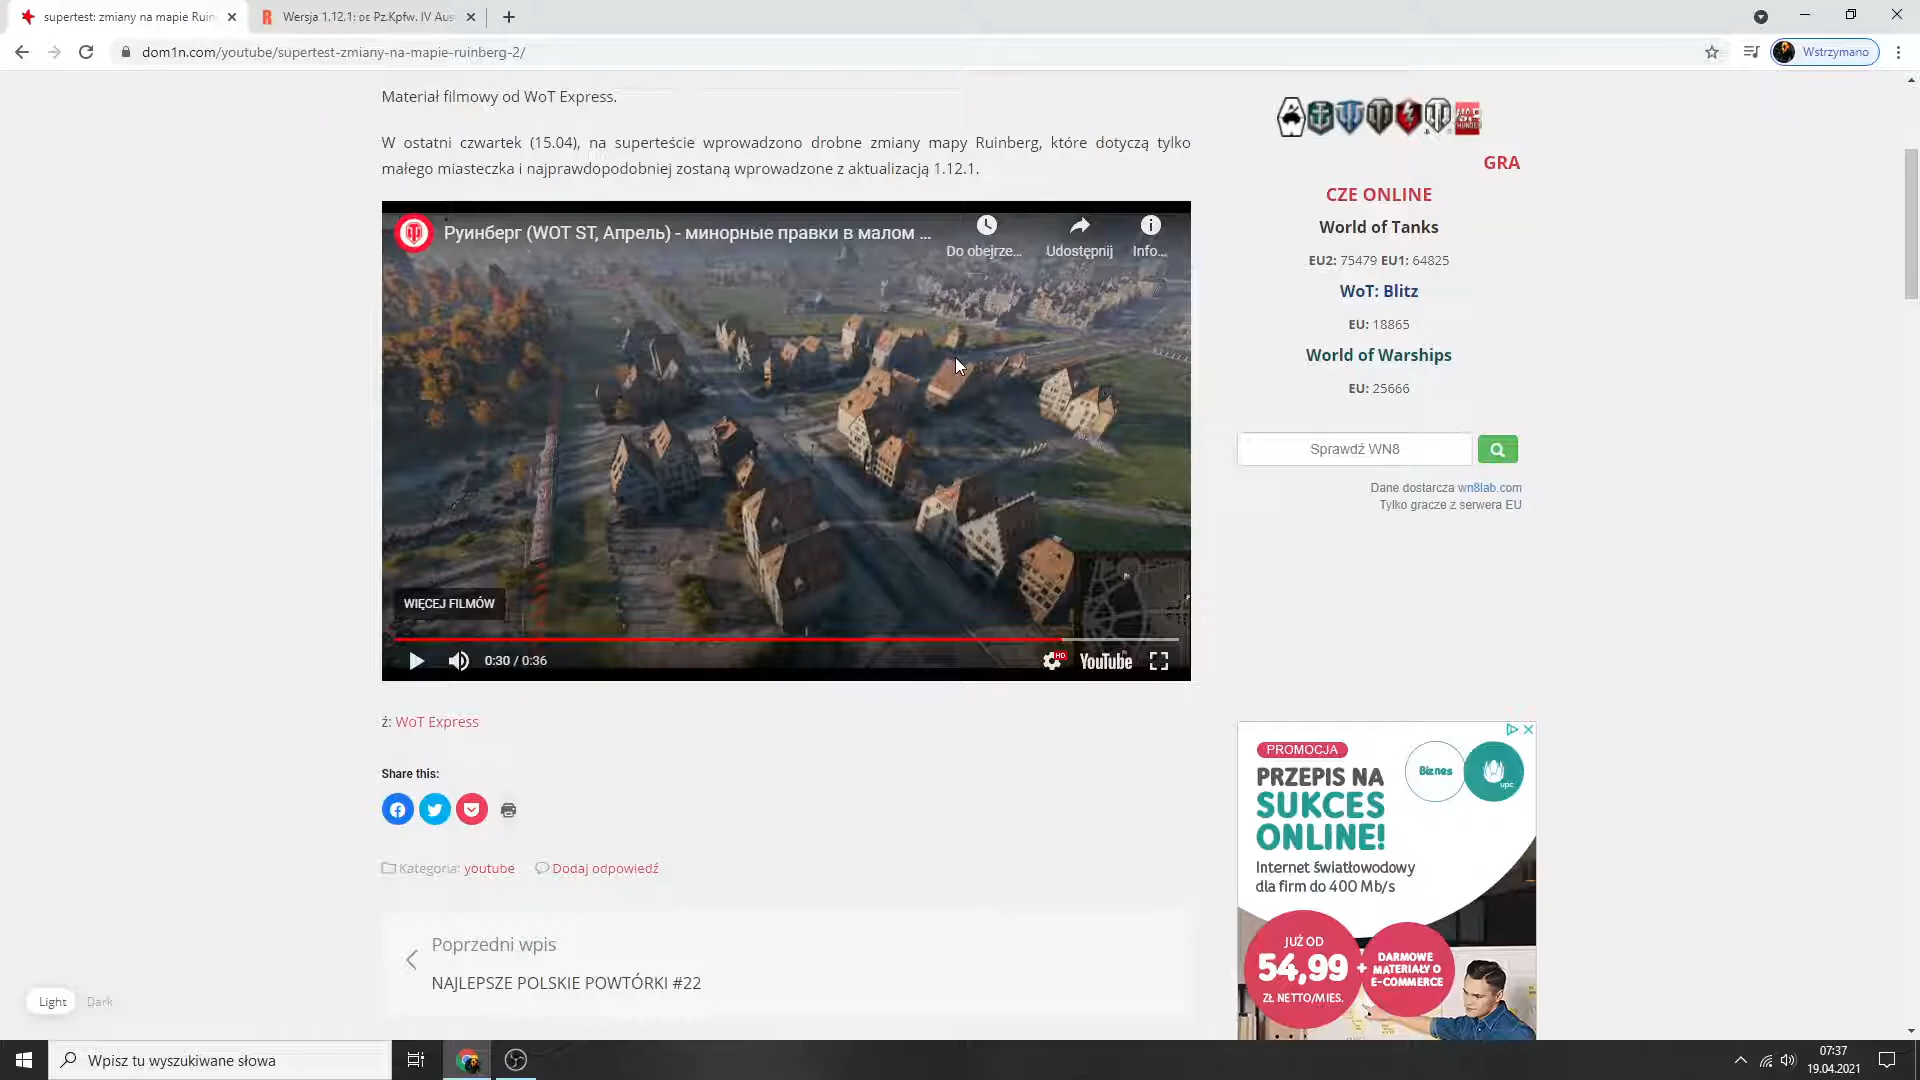 supertest: zmiany na mapie Ruin
Wersja 1.12.1: os Pz.Kpfw. IV Aus
dom1n.com/youtube/supertest-zmiany-na-mapie-ruinberg-2/
Wstrzymano
Materiał filmowy od WoT Express.
W ostatni czwartek (15.04), na superteście wprowadzono drobne zmiany mapy Ruinberg, które dotyczą tylko
małego miasteczka i najprawdopodobniej zostaną wprowadzone z aktualizacją 1.12.1.
Руинберг (WOT ST, Апрель) - минорные правки в малом ...
Do obejrze...
Udostępnij
Info...
WIĘCEJ FILMÓW
0:30 / 0:36
HD
YouTube
ź: WoT Express
Share this:
Kategoria: youtube
Dodaj odpowiedź
Poprzedni wpis
NAJLEPSZE POLSKIE POWTÓRKI #22
Light
Dark
GRA
CZE ONLINE
World of Tanks
EU2: 75479 EU1: 64825
WoT: Blitz
EU: 18865
World of Warships
EU: 25666
Sprawdź WN8
Dane dostarcza wn8lab.com
Tylko gracze z serwera EU
PROMOCJA
PRZEPIS NA
SUKCES
ONLINE!
Biznes
upc
Internet światłowodowy
dla firm do 400 Mb/s
JUŻ OD
54,99
ZŁ NETTO/MIES.
+ DARMOWE
MATERIAŁY O
E-COMMERCE
Wpisz tu wyszukiwane słowa
07:37
19.04.2021